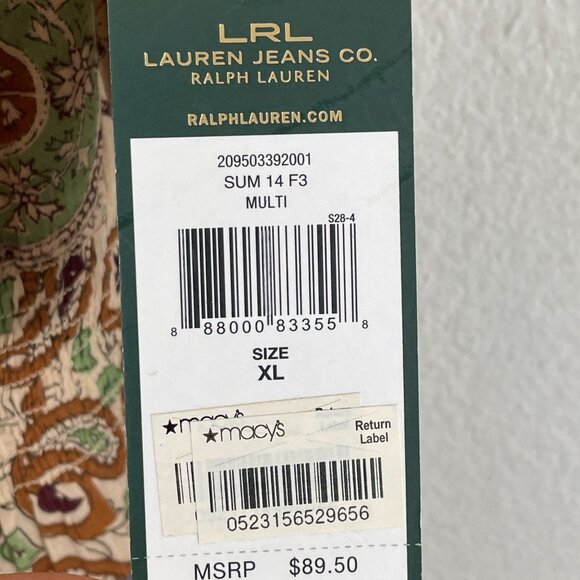 LRL
LAUREN JEANS CO.
RALPH LAUREN
RALPHLAUREN.COM
209503392001
SUM 14 F3
MULTI
S28-4
8 88000 83355 8
SIZE
XL
★macy's
★macy's Return
Label
0523156529656
MSRP $89.50